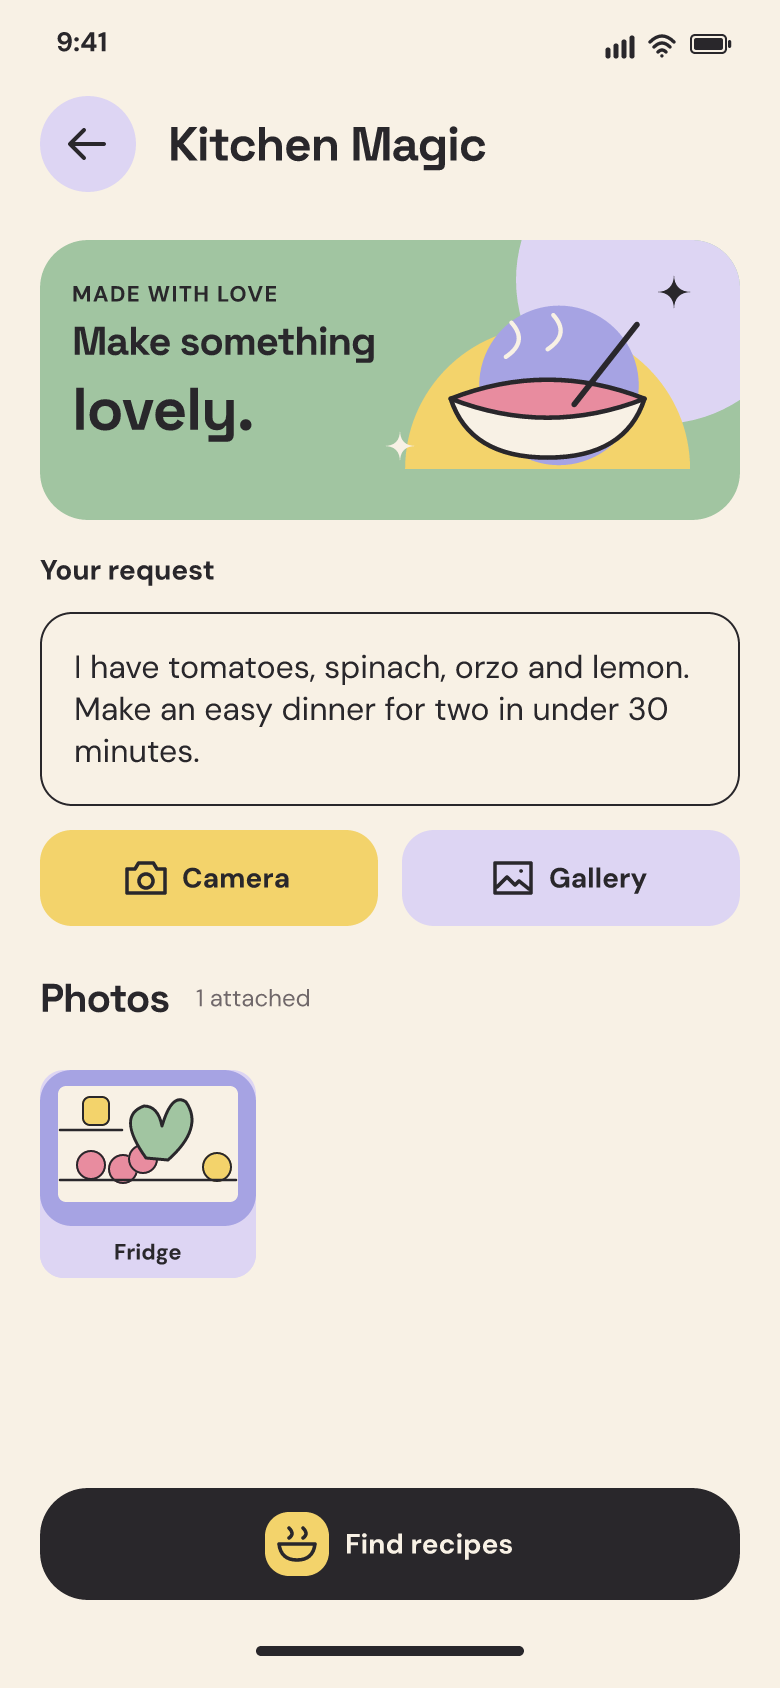 9:41
Kitchen Magic
MADE WITH LOVE
Make something
lovely.
Your request
I have tomatoes, spinach, orzo and lemon.
Make an easy dinner for two in under 30
minutes.
Camera
Gallery
Photos
1 attached
Fridge
Find recipes